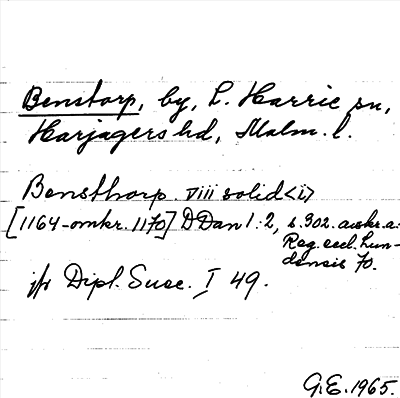 Benstorp, by, L. Harrie sn,
Harjagers hd, Malm. l.
Bensthorp. viii solid<i>
[1164-omkr. 1170] DDan 1:2, s. 302. avskr. a:
Reg. eccl. Lun-
densis 70.
jfr Dipl. Suec. I 49.
G.E. 1965.